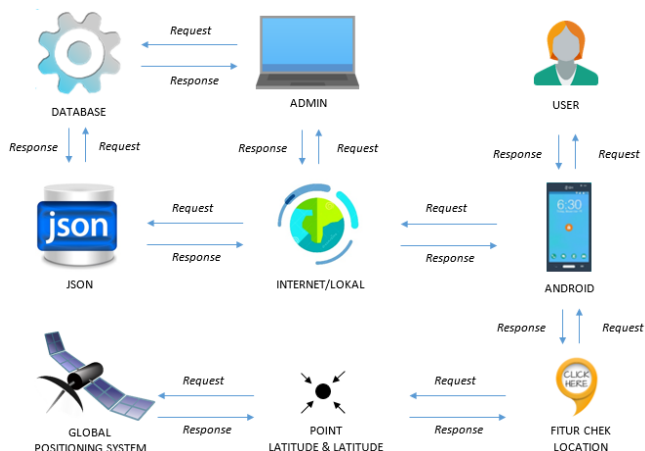 Request
Response
DATABASE
ADMIN
USER
Response Request
Response Request
Response Request
json
Request
Response
6:30
Request
Response
JSON
INTERNET/LOKAL
ANDROID
Response Request
Request
Response
Request
Response
CLICK
HERE
GLOBAL
POSITIONING SYSTEM
POINT
LATITUDE & LATITUDE
FITUR CHEK
LOCATION